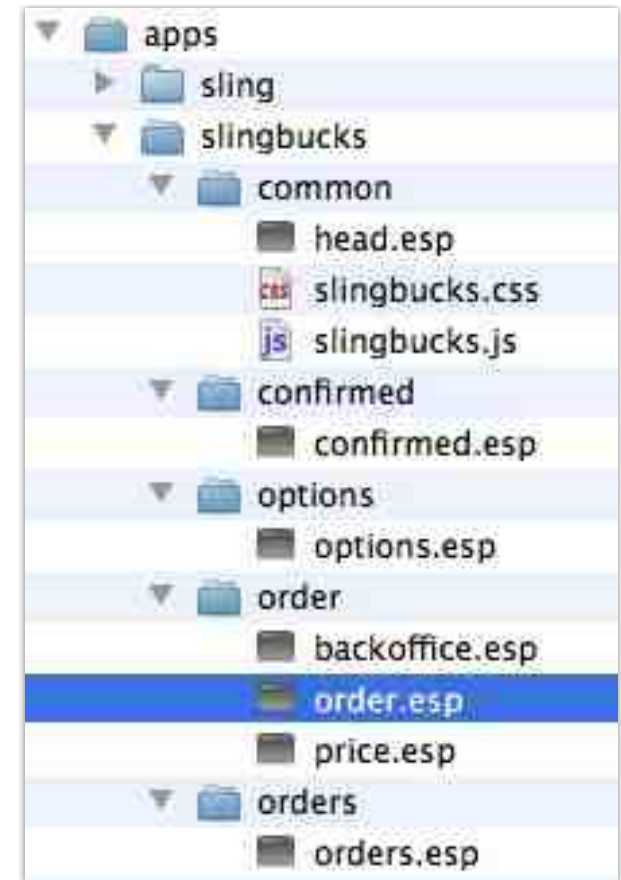 apps
sling
slingbucks
common
head.esp
css slingbucks.css
js slingbucks.js
confirmed
confirmed.esp
options
options.esp
order
backoffice.esp
order.esp
price.esp
orders
orders.esp